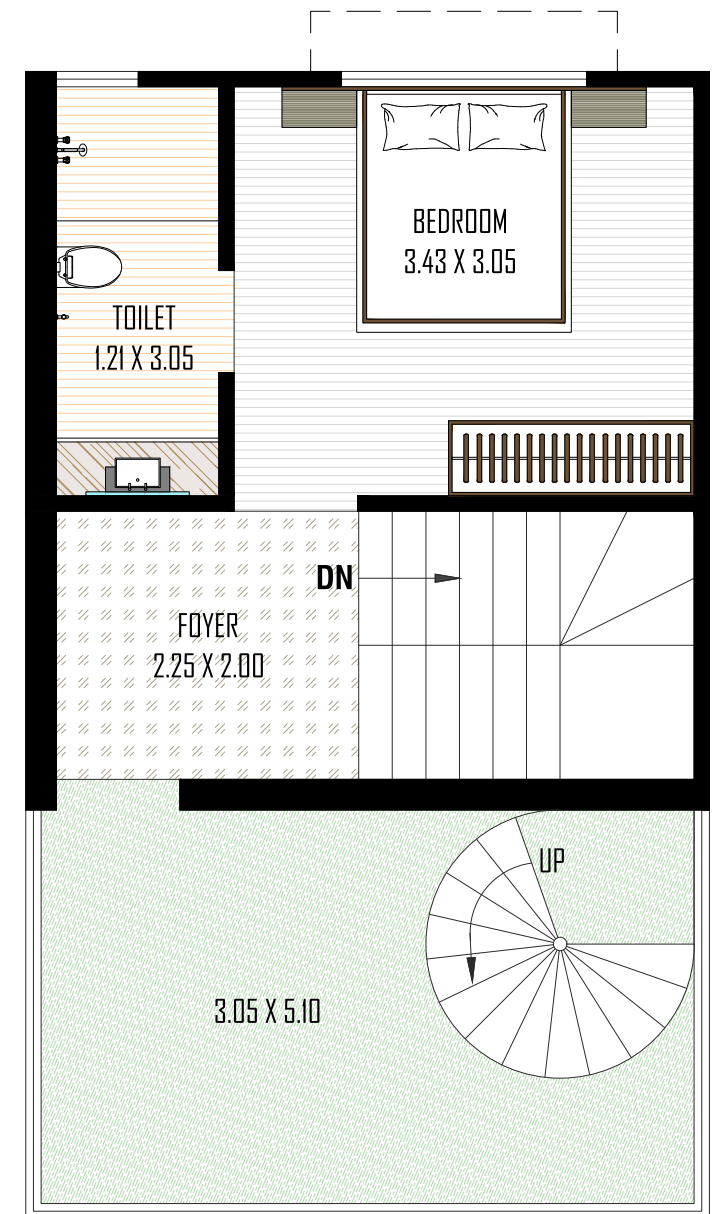 BEDROOM
3.43 X 3.05
TOILET
1.21 X 3.05
DN
FOYER
2.25 X 2.00
UP
3.05 X 5.10